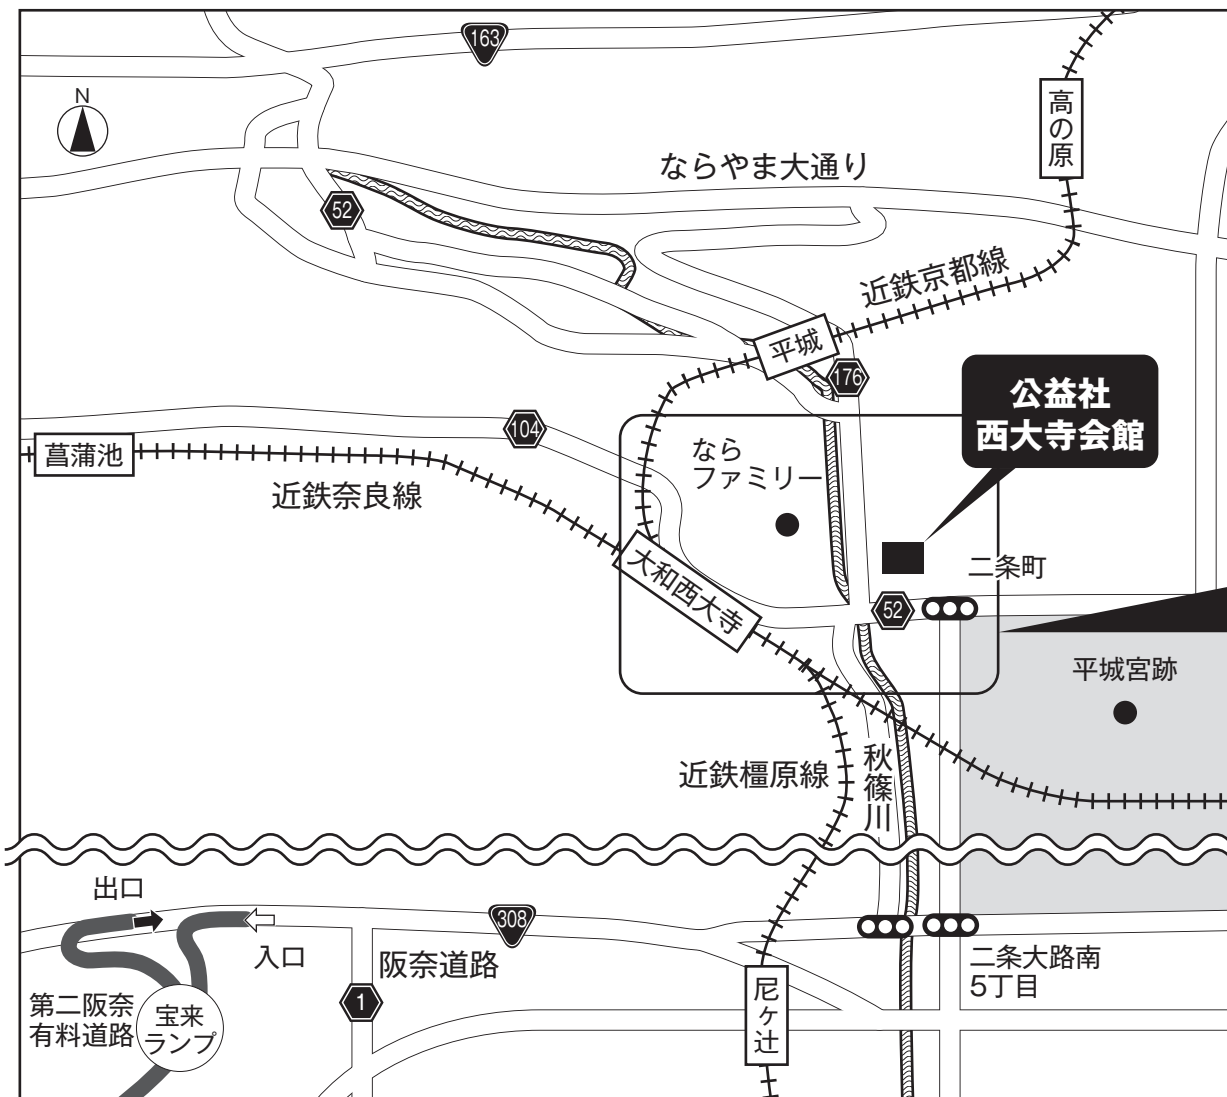 163
N
高の原
ならやま大通り
52
近鉄京都線
平城
176
公益社
西大寺会館
104
菖蒲池
なら
ファミリー
近鉄奈良線
大和西大寺
二条町
52
平城宮跡
近鉄橿原線
秋篠川
出口
308
入口
阪奈道路
二条大路南
5丁目
第二阪奈
有料道路
宝来
ランプ
1
尼ヶ辻